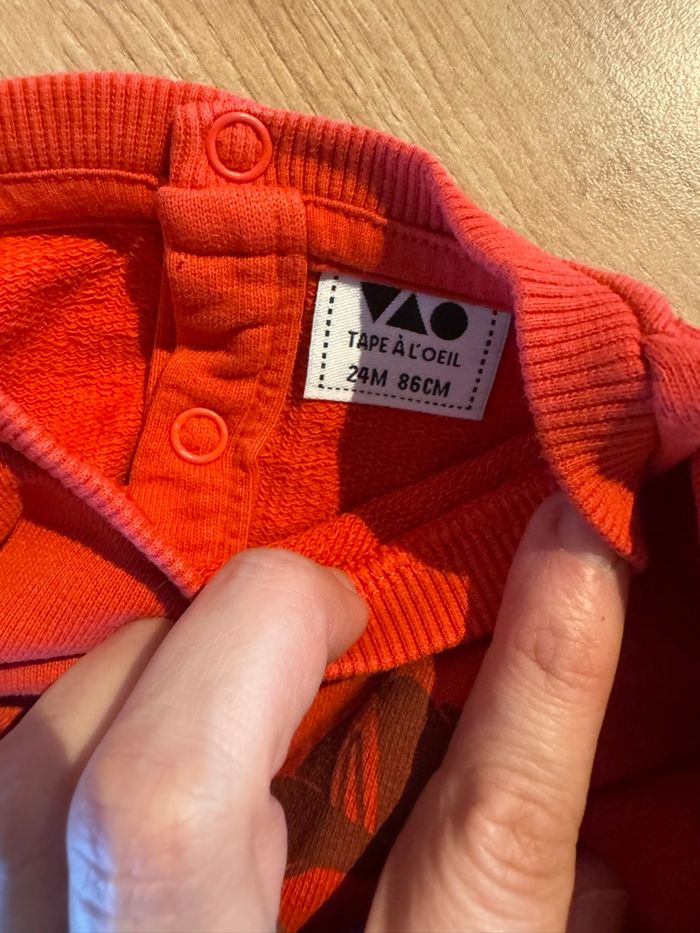 TAPE À L'OEIL
24M 86CM